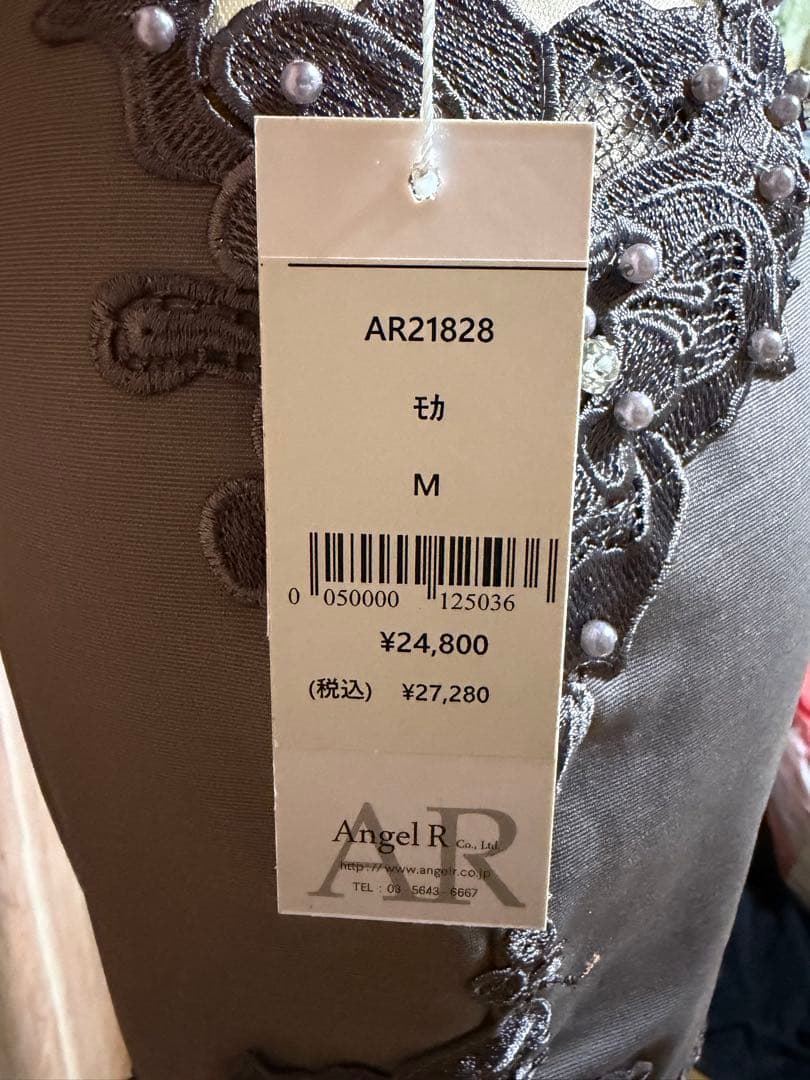 AR21828
ﾓｶ
M
0 050000 125036
¥24,800
(税込) ¥27,280
AR
Angel R Co., Ltd.
http://www.angelr.co.jp
TEL : 03 - 5643 - 6667